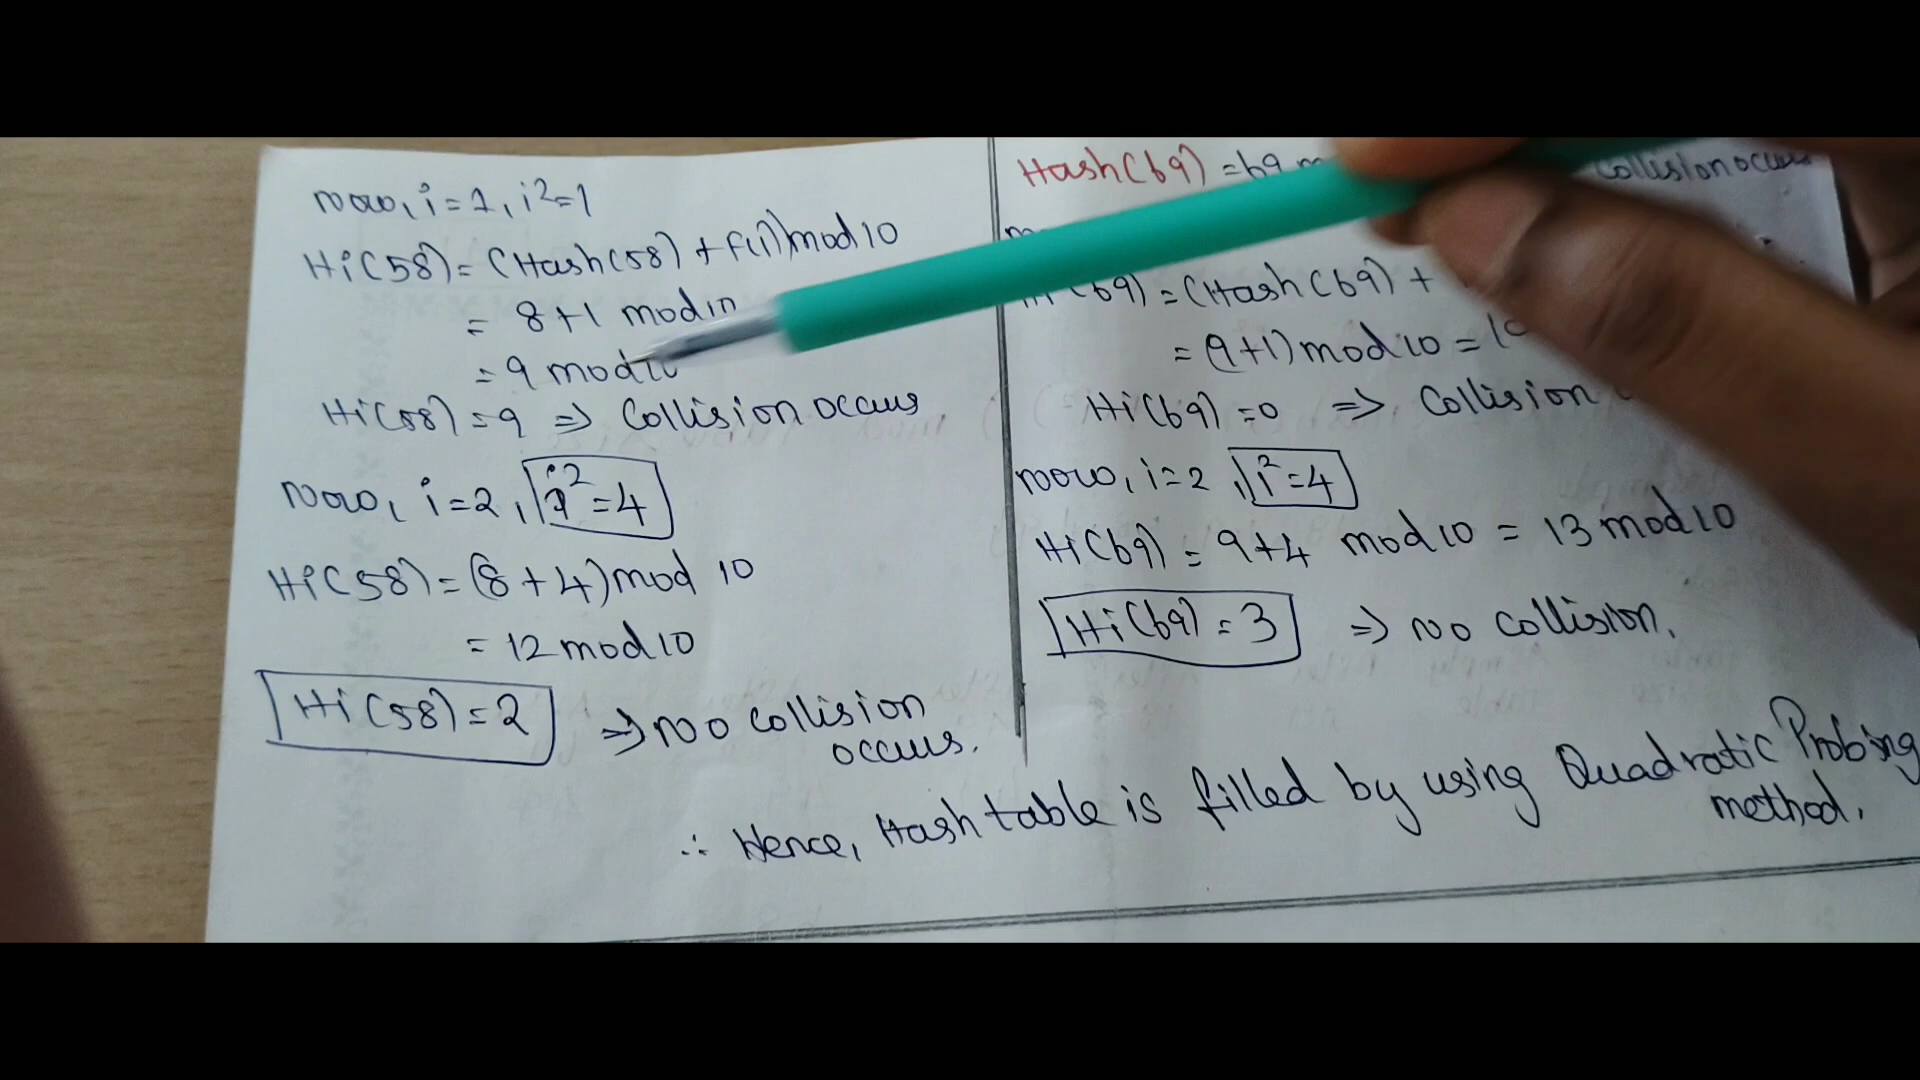 now, i=1, i²=1
Hi(58) = (Hash(58) + F(i)) mod 10
= 8+1 mod 10
= 9 mod 10
Hi(58) = 9 ⇒ Collision occurs
now, i=2, i²=4
Hi(58) = (8+4) mod 10
= 12 mod 10
Hi(58) = 2 ⇒ no collision
occurs.
Hash(69) = 69 collision occurs
Hi(69) = (Hash(69) +
= (9+1) mod 10 =
Hi(69) = 0 ⇒ Collision
now, i=2, i²=4
Hi(69) = 9+4 mod 10 = 13 mod 10
Hi(69) = 3 ⇒ no collision.
∴ Hence, Hash table is filled by using Quadratic Probing
method.